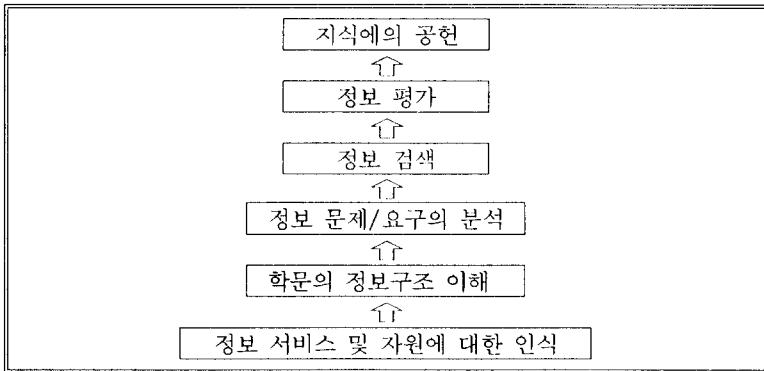 지식에의 공헌
정보 평가
정보 검색
정보 문제/요구의 분석
학문의 정보구조 이해
정보 서비스 및 자원에 대한 인식